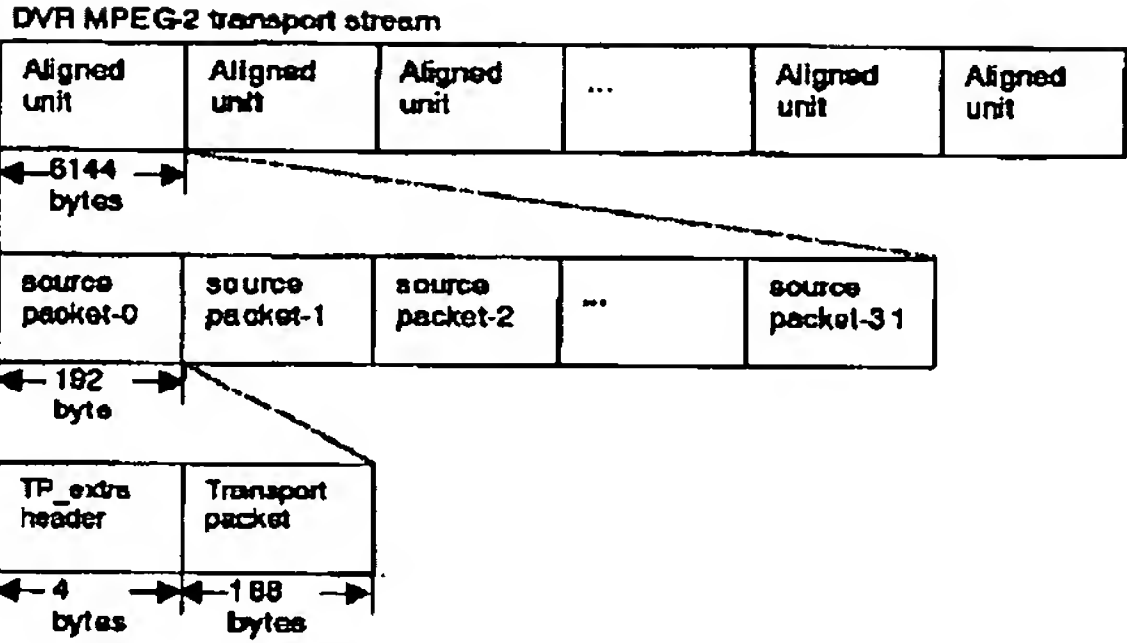 DVR MPEG-2 transport stream
Aligned unit
Aligned unit
Aligned unit
...
Aligned unit
Aligned unit
6144 bytes
source packet-0
source packet-1
source packet-2
...
source packet-31
192 byte
TP_extra header
Transport packet
4 bytes
188 bytes